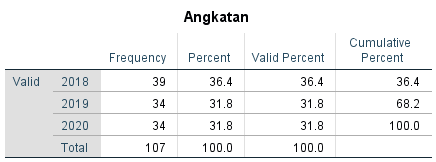 Angkatan
Frequency Percent Valid Percent Cumulative Percent
Valid 2018 39 36.4 36.4 36.4
2019 34 31.8 31.8 68.2
2020 34 31.8 31.8 100.0
Total 107 100.0 100.0